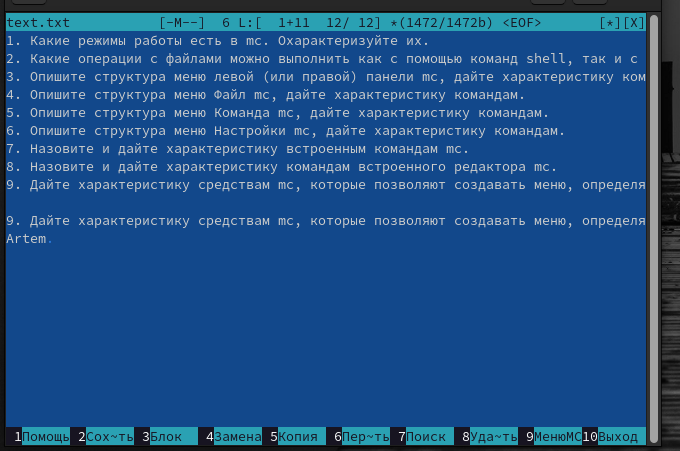 text.txt [-M--] 6 L:[ 1+11 12/ 12] *(1472/1472b) <EOF> [*][X]
1. Какие режимы работы есть в mc. Охарактеризуйте их.
2. Какие операции с файлами можно выполнить как с помощью команд shell, так и с
3. Опишите структура меню левой (или правой) панели mc, дайте характеристику ком
4. Опишите структура меню Файл mc, дайте характеристику командам.
5. Опишите структура меню Команда mc, дайте характеристику командам.
6. Опишите структура меню Настройки mc, дайте характеристику командам.
7. Назовите и дайте характеристику встроенным командам mc.
8. Назовите и дайте характеристику командам встроенного редактора mc.
9. Дайте характеристику средствам mc, которые позволяют создавать меню, определя
9. Дайте характеристику средствам mc, которые позволяют создавать меню, определя
Artem.
1Помощь 2Сох~ть 3Блок 4Замена 5Копия 6Пер~ть 7Поиск 8Уда~ть 9МенюMC 10Выход